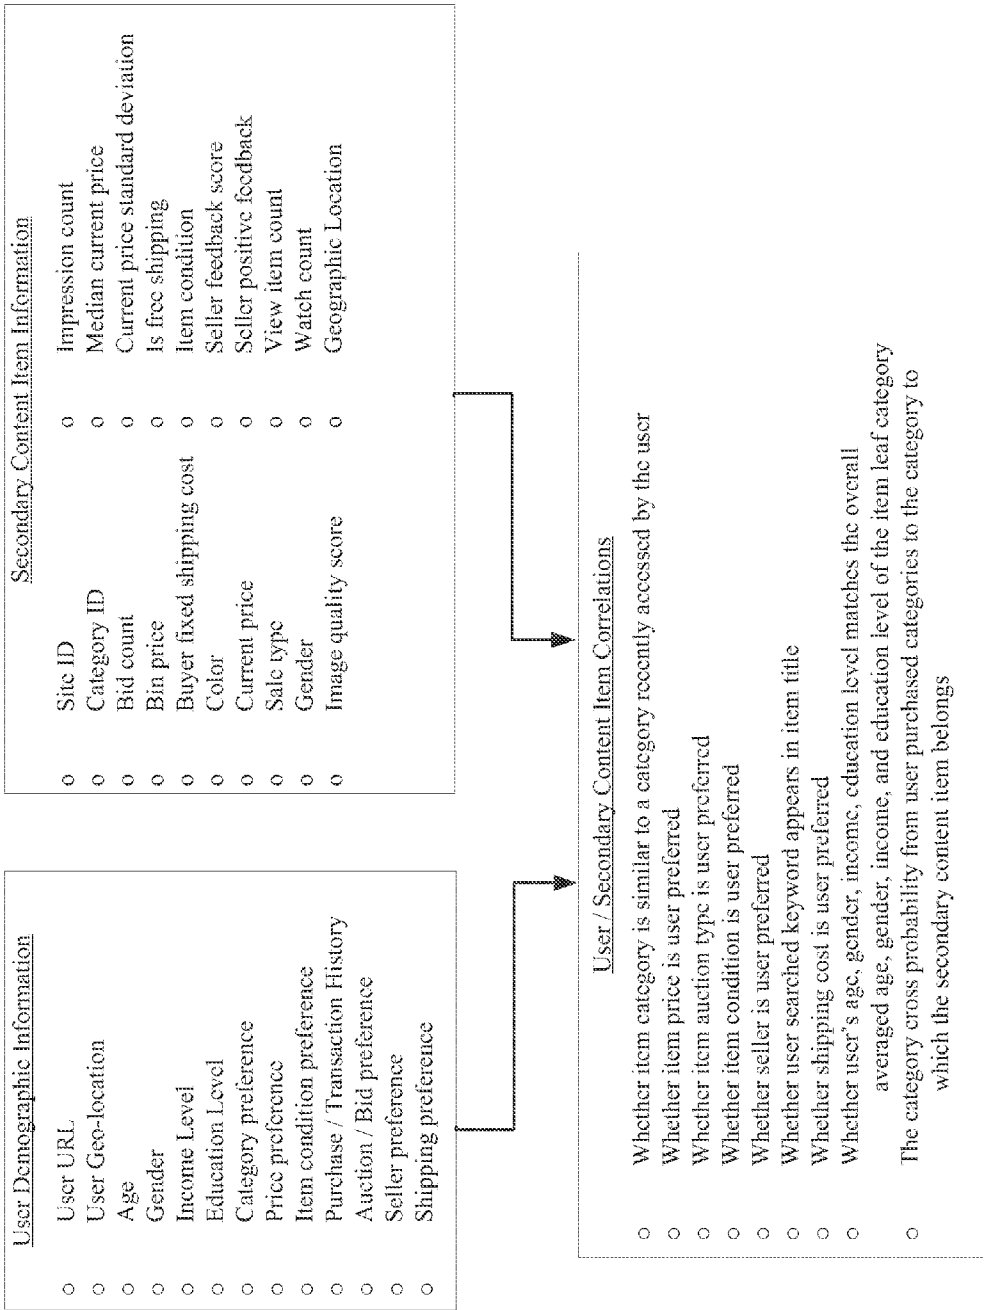 User Demographic Information
o User URL
o User Geo-location
o Age
o Gender
o Income Level
o Education Level
o Category preference
o Price preference
o Item condition preference
o Purchase / Transaction History
o Auction / Bid preference
o Seller preference
o Shipping preference
Secondary Content Item Information
o Site ID
o Category ID
o Bid count
o Bin price
o Buyer fixed shipping cost
o Color
o Current price
o Sale type
o Gender
o Image quality score
o Impression count
o Median current price
o Current price standard deviation
o Is free shipping
o Item condition
o Seller feedback score
o Seller positive feedback
o View item count
o Watch count
o Geographic Location
User / Secondary Content Item Correlations
o Whether item category is similar to a category recently accessed by the user
o Whether item price is user preferred
o Whether item auction type is user preferred
o Whether item condition is user preferred
o Whether seller is user preferred
o Whether user searched keyword appears in item title
o Whether shipping cost is user preferred
o Whether user's age, gender, income, education level matches the overall
averaged age, gender, income, and education level of the item leaf category
o The category cross probability from user purchased categories to the category to
which the secondary content item belongs